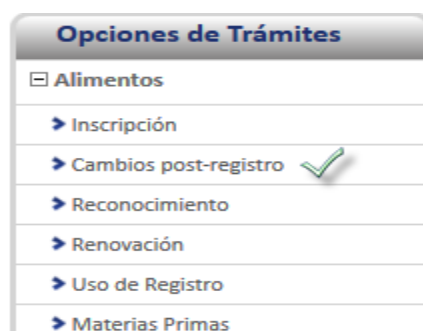 Opciones de Trámites
Alimentos
Inscripción
Cambios post-registro
Reconocimiento
Renovación
Uso de Registro
Materias Primas